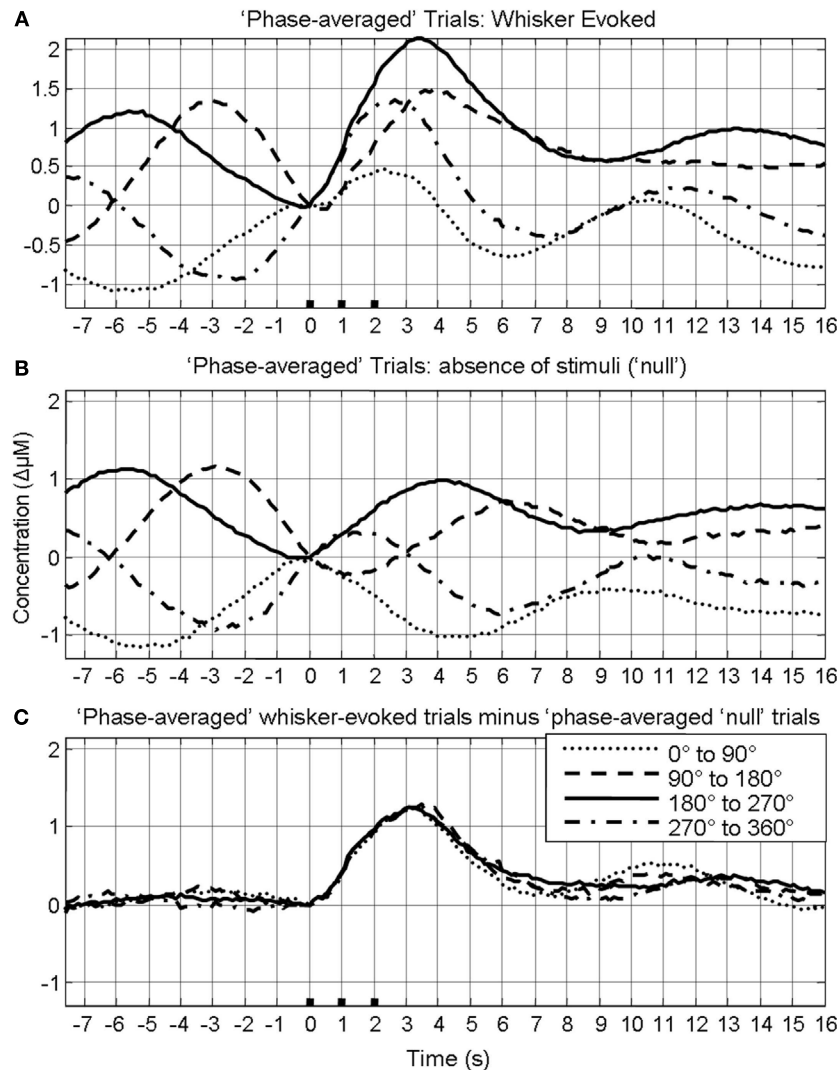 A
'Phase-averaged' Trials: Whisker Evoked
2
1.5
1
0.5
0
-0.5
-1
-7 -6 -5 -4 -3 -2 -1 0 1 2 3 4 5 6 7 8 9 10 11 12 13 14 15 16
B
'Phase-averaged' Trials: absence of stimuli ('null')
Concentration (ΔμM)
2
1
0
-1
-7 -6 -5 -4 -3 -2 -1 0 1 2 3 4 5 6 7 8 9 10 11 12 13 14 15 16
C
'Phase-averaged' whisker-evoked trials minus 'phase-averaged 'null' trials
2
1
0
-1
0° to 90°
90° to 180°
180° to 270°
270° to 360°
-7 -6 -5 -4 -3 -2 -1 0 1 2 3 4 5 6 7 8 9 10 11 12 13 14 15 16
Time (s)